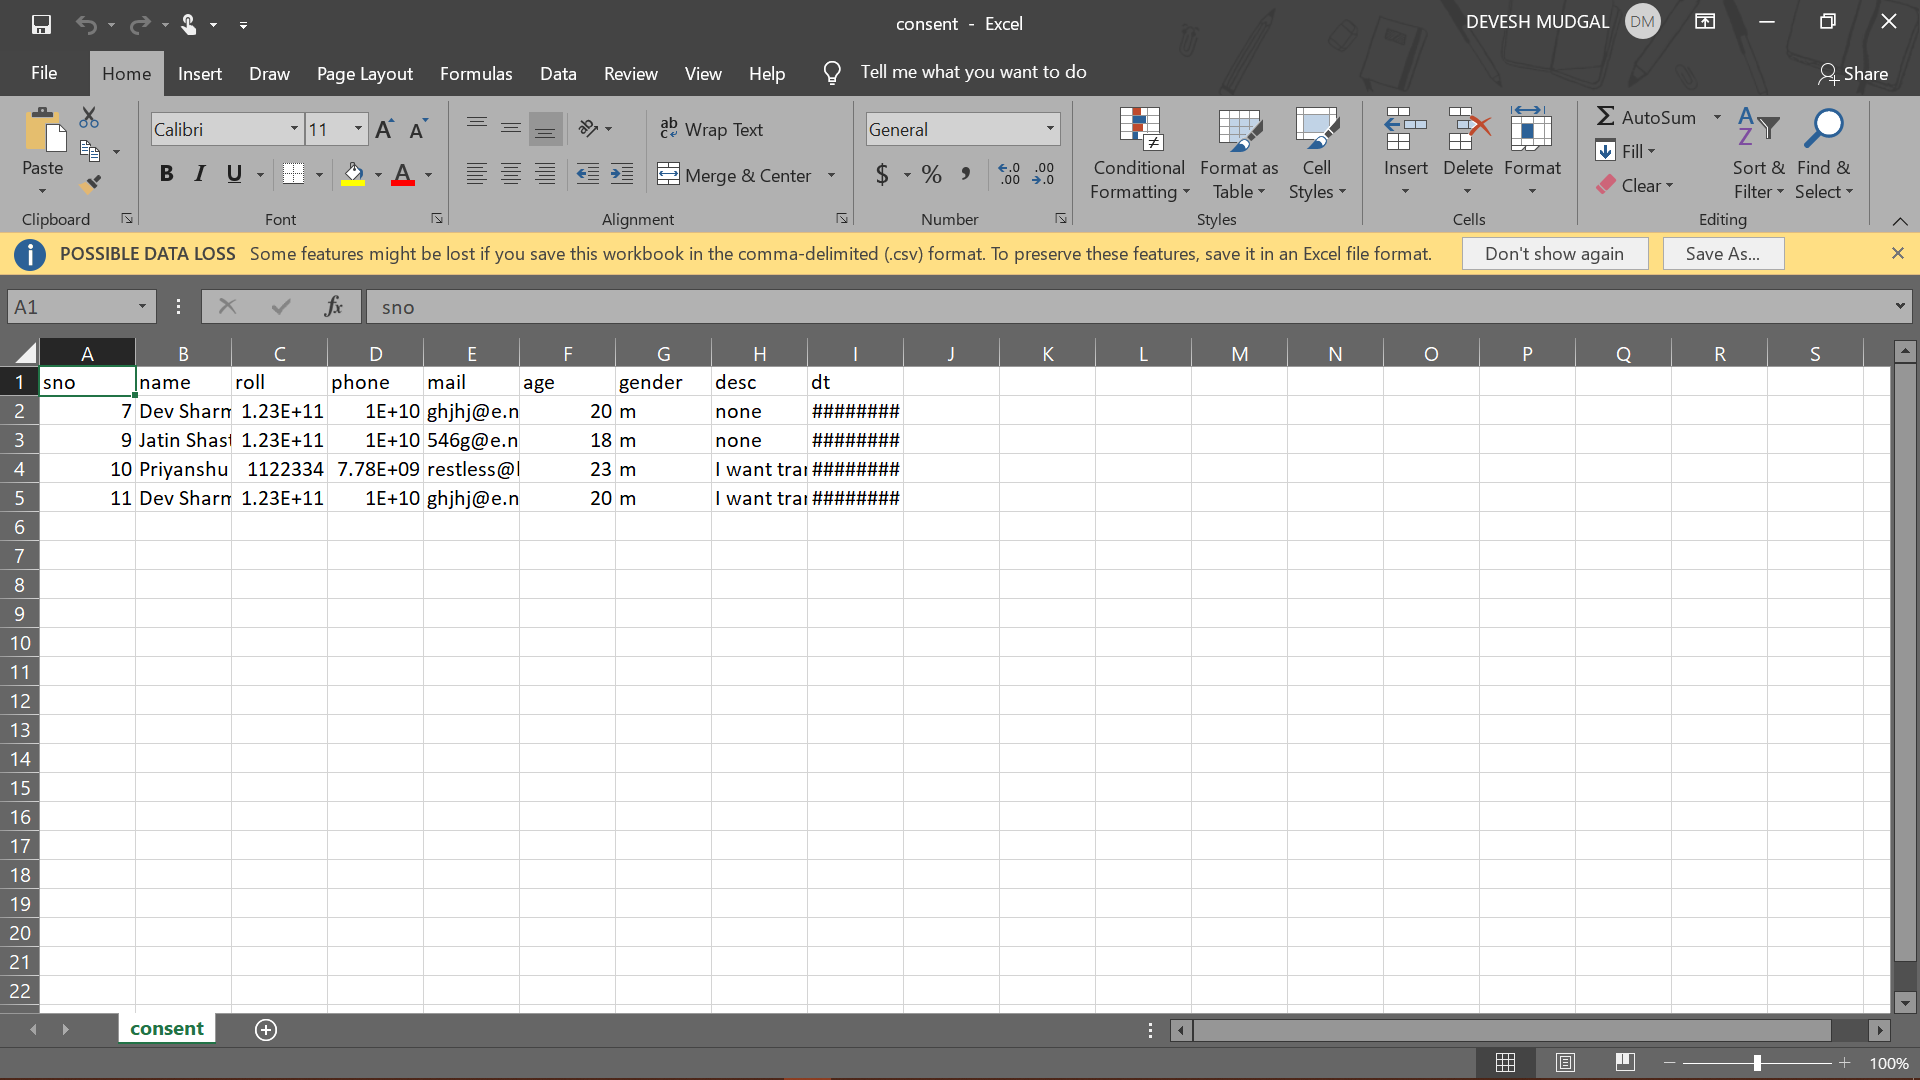 consent - Excel
DEVESH MUDGAL DM
File Home Insert Draw Page Layout Formulas Data Review View Help Tell me what you want to do Share
Paste
Clipboard
Calibri 11
B I U
Font
Wrap Text
Merge & Center
Alignment
General
$ % ,
Number
Conditional Formatting
Format as Table
Cell Styles
Styles
Insert Delete Format
Cells
AutoSum
Fill
Clear
Sort & Filter
Find & Select
Editing
POSSIBLE DATA LOSS Some features might be lost if you save this workbook in the comma-delimited (.csv) format. To preserve these features, save it in an Excel file format. Don't show again Save As...
A1 fx sno
A B C D E F G H I J K L M N O P Q R S
1 sno name roll phone mail age gender desc dt
2 7 Dev Sharm 1.23E+11 1E+10 ghjhj@e.n 20 m none ########
3 9 Jatin Shast 1.23E+11 1E+10 546g@e.n 18 m none ########
4 10 Priyanshu 1122334 7.78E+09 restless@l 23 m I want trar ########
5 11 Dev Sharm 1.23E+11 1E+10 ghjhj@e.n 20 m I want trar ########
6
7
8
9
10
11
12
13
14
15
16
17
18
19
20
21
22
consent
100%